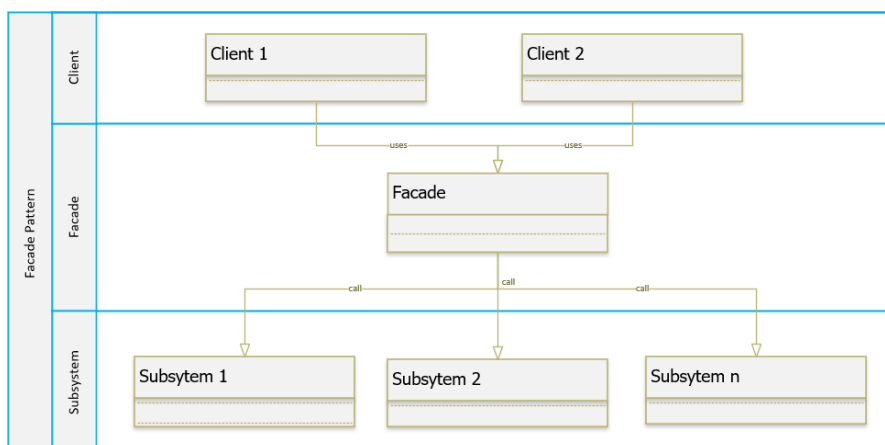 Facade Pattern
Client
Client 1
Client 2
uses
uses
Facade
Facade
call
call
call
Subsystem
Subsytem 1
Subsytem 2
Subsytem n